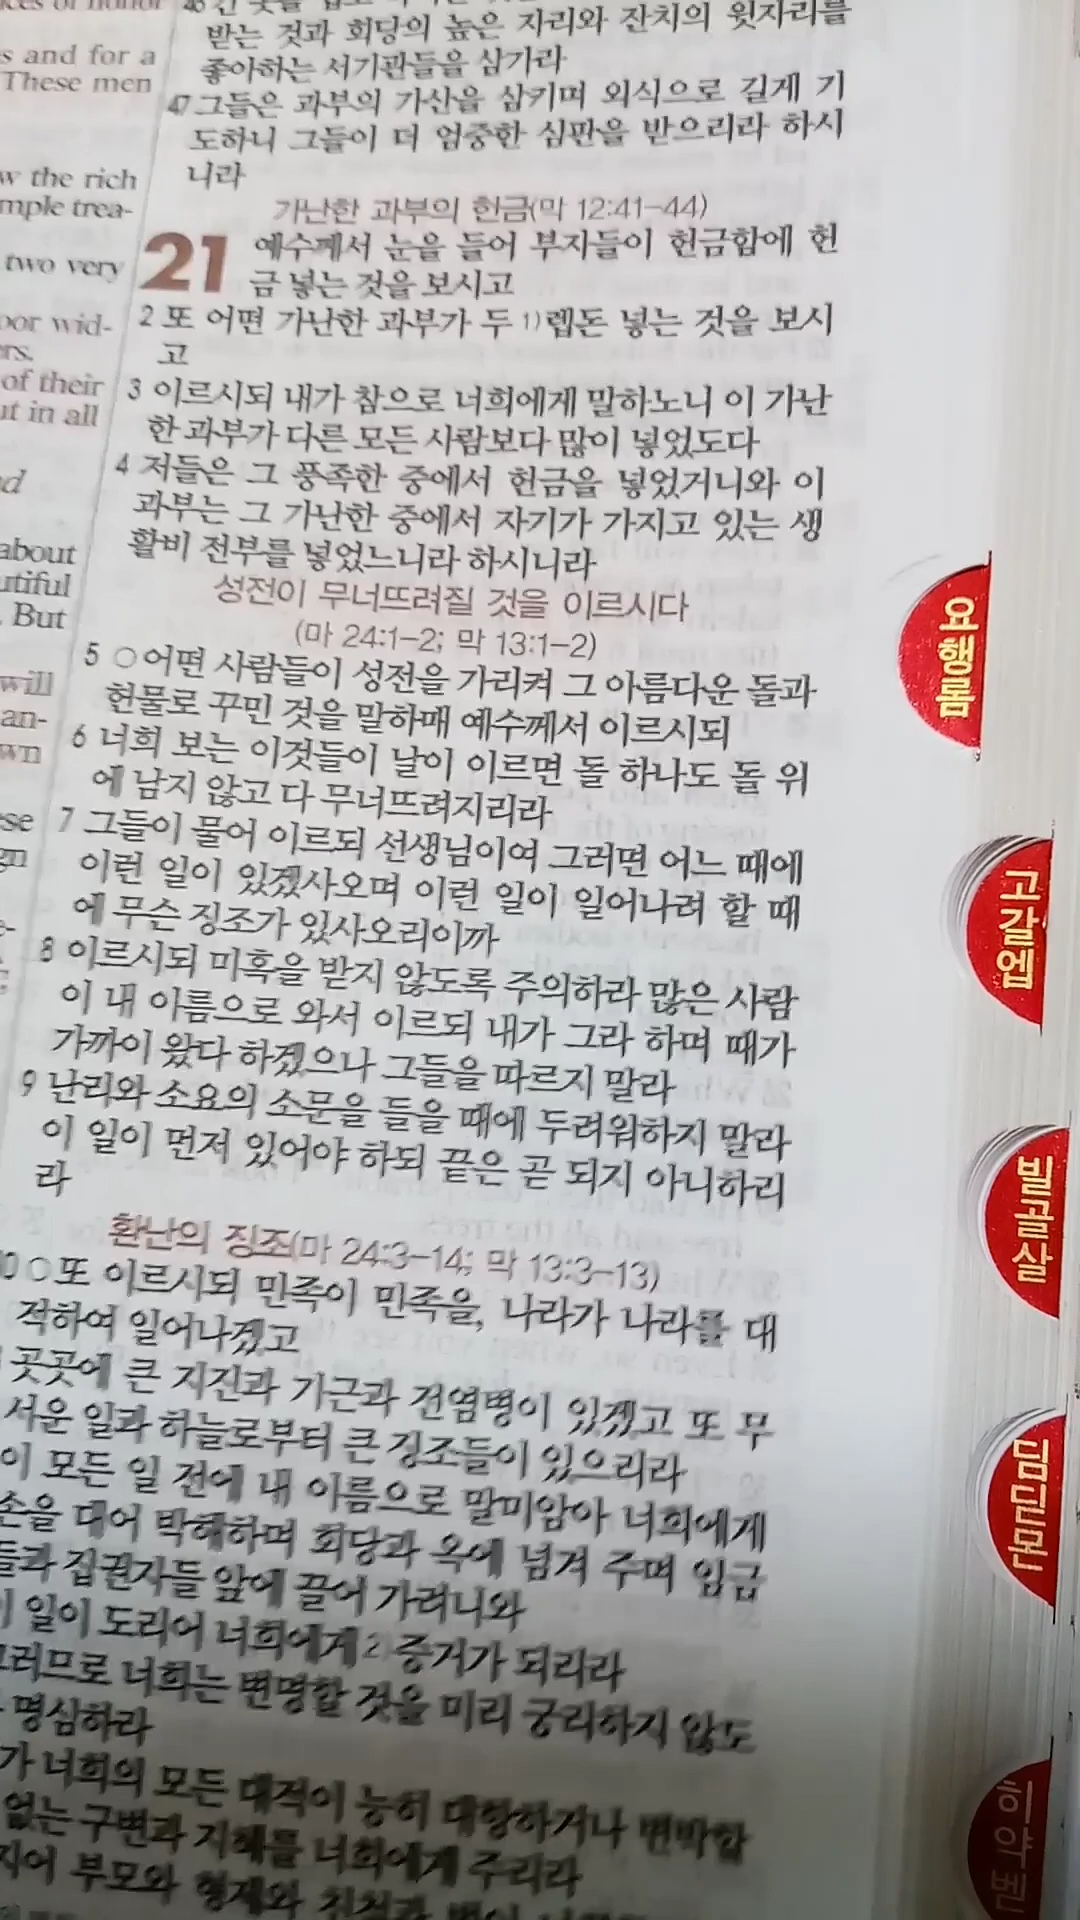 s and for a
These men
w the rich
mple trea-
two very
oor wid-
ers.
of their
ut in all
about
utiful
. But
will
an-
wn
받는 것과 회당의 높은 자리와 잔치의 윗자리를
좋아하는 서기관들을 삼가라
47 그들은 과부의 가산을 삼키며 외식으로 길게 기
도하니 그들이 더 엄중한 심판을 받으리라 하시
니라
가난한 과부의 헌금(막 12:41-44)
21 예수께서 눈을 들어 부자들이 헌금함에 헌
금 넣는 것을 보시고
2 또 어떤 가난한 과부가 두 1)렙돈 넣는 것을 보시
고
3 이르시되 내가 참으로 너희에게 말하노니 이 가난
한 과부가 다른 모든 사람보다 많이 넣었도다
4 저들은 그 풍족한 중에서 헌금을 넣었거니와 이
과부는 그 가난한 중에서 자기가 가지고 있는 생
활비 전부를 넣었느니라 하시니라
성전이 무너뜨려질 것을 이르시다
(마 24:1-2; 막 13:1-2)
5 ○어떤 사람들이 성전을 가리켜 그 아름다운 돌과
헌물로 꾸민 것을 말하매 예수께서 이르시되
6 너희 보는 이것들이 날이 이르면 돌 하나도 돌 위
에 남지 않고 다 무너뜨려지리라
7 그들이 물어 이르되 선생님이여 그러면 어느 때에
이런 일이 있겠사오며 이런 일이 일어나려 할 때
에 무슨 징조가 있사오리이까
8 이르시되 미혹을 받지 않도록 주의하라 많은 사람
이 내 이름으로 와서 이르되 내가 그라 하며 때가
가까이 왔다 하겠으나 그들을 따르지 말라
9 난리와 소요의 소문을 들을 때에 두려워하지 말라
이 일이 먼저 있어야 하되 끝은 곧 되지 아니하리
라
환난의 징조(마 24:3-14; 막 13:3-13)
○또 이르시되 민족이 민족을, 나라가 나라를 대
적하여 일어나겠고
곳곳에 큰 지진과 기근과 전염병이 있겠고 또 무
서운 일과 하늘로부터 큰 징조들이 있으리라
이 모든 일 전에 내 이름으로 말미암아 너희에게
손을 대어 박해하며 회당과 옥에 넘겨 주며 임금
들과 집권자들 앞에 끌어 가려니와
이 일이 도리어 너희에게 2)증거가 되리라
그러므로 너희는 변명할 것을 미리 궁리하지 않도
명심하라
가 너희의 모든 대적이 능히 대항하거나 변박할
없는 구변과 지혜를 너희에게 주리라
부모와 형제와 친척과
요행롬
고갈엡
빌골살
딤딛몬
히약벧